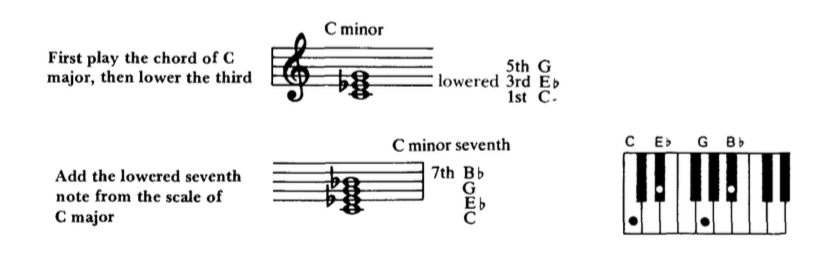 C minor
First play the chord of C
major, then lower the third
5th G
lowered 3rd E♭
1st C
C minor seventh
Add the lowered seventh
note from the scale of
C major
7th B♭
G
E♭
C
C E♭ G B♭